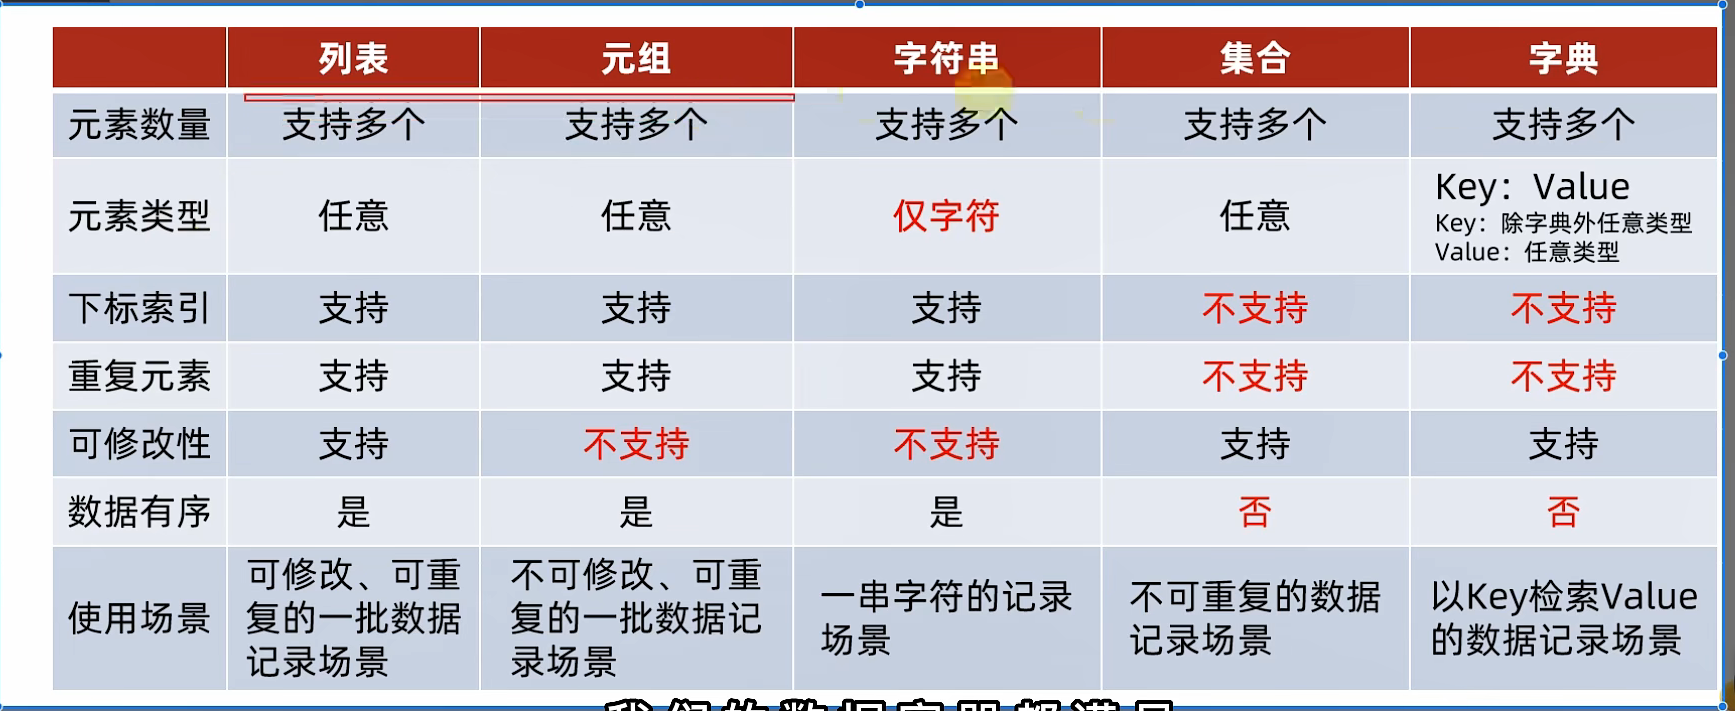 列表 元组 字符串 集合 字典
元素数量 支持多个 支持多个 支持多个 支持多个 支持多个
元素类型 任意 任意 仅字符 任意 Key：Value
Key：除字典外任意类型
Value：任意类型
下标索引 支持 支持 支持 不支持 不支持
重复元素 支持 支持 支持 不支持 不支持
可修改性 支持 不支持 不支持 支持 支持
数据有序 是 是 是 否 否
使用场景
可修改、可重
复的一批数据
记录场景
不可修改、可重
复的一批数据记
录场景
一串字符的记录
场景
不可重复的数据
记录场景
以Key检索Value
的数据记录场景